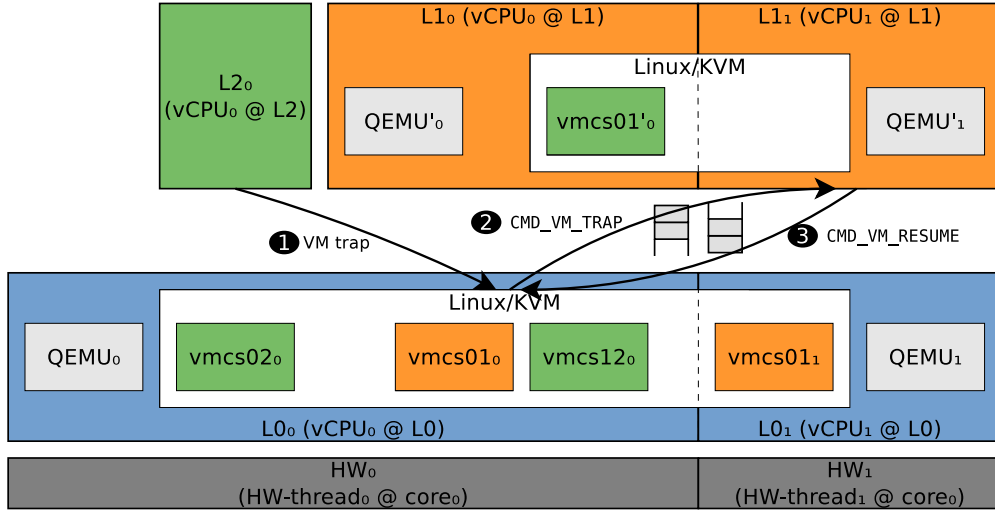 L1₀ (vCPU₀ @ L1)
L1₁ (vCPU₁ @ L1)
L2₀
(vCPU₀ @ L2)
Linux/KVM
QEMU'₀
vmcs01'₀
QEMU'₁
1 VM trap
2 CMD_VM_TRAP
3 CMD_VM_RESUME
Linux/KVM
QEMU₀
vmcs02₀
vmcs01₀
vmcs12₀
vmcs01₁
QEMU₁
L0₀ (vCPU₀ @ L0)
L0₁ (vCPU₁ @ L0)
HW₀
(HW-thread₀ @ core₀)
HW₁
(HW-thread₁ @ core₀)